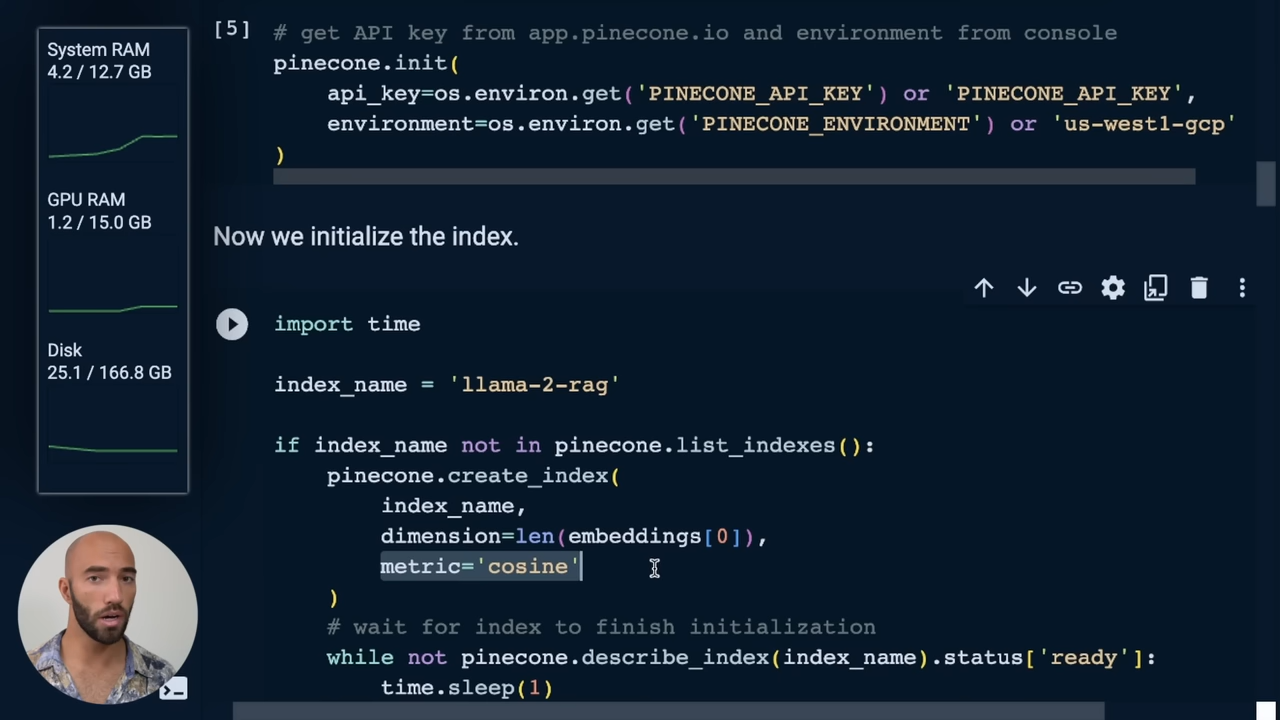 System RAM
4.2 / 12.7 GB
GPU RAM
1.2 / 15.0 GB
Disk
25.1 / 166.8 GB
[5] # get API key from app.pinecone.io and environment from console
pinecone.init(
    api_key=os.environ.get('PINECONE_API_KEY') or 'PINECONE_API_KEY',
    environment=os.environ.get('PINECONE_ENVIRONMENT') or 'us-west1-gcp'
)
Now we initialize the index.
import time
index_name = 'llama-2-rag'
if index_name not in pinecone.list_indexes():
    pinecone.create_index(
        index_name,
        dimension=len(embeddings[0]),
        metric='cosine'
    )
    # wait for index to finish initialization
    while not pinecone.describe_index(index_name).status['ready']:
        time.sleep(1)